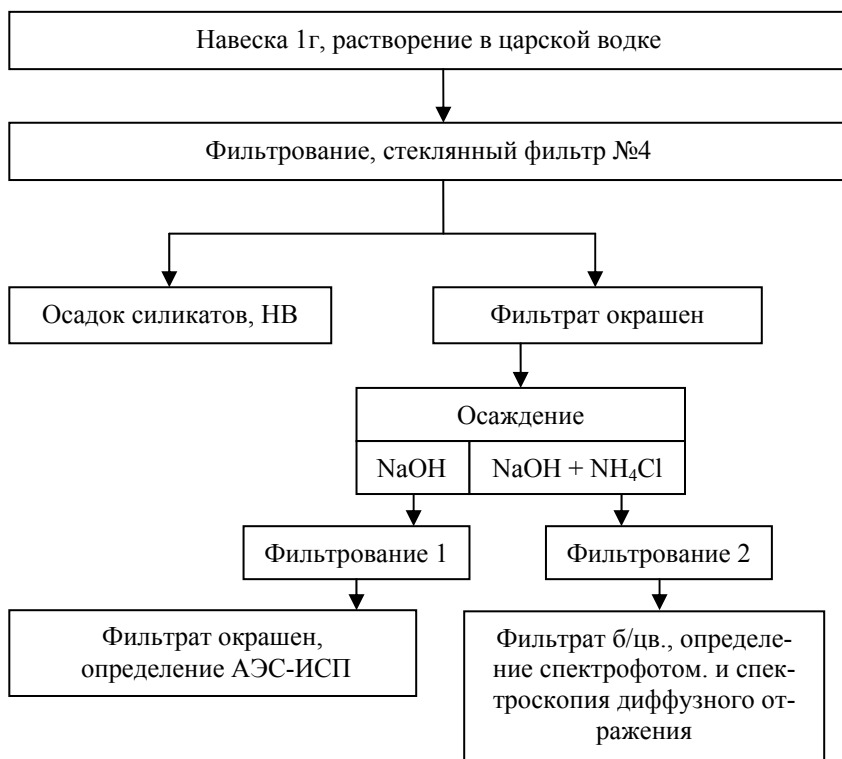 Навеска 1г, растворение в царской водке
Фильтрование, стеклянный фильтр №4
Осадок силикатов, НВ
Фильтрат окрашен
Осаждение
NaOH
NaOH + NH₄Cl
Фильтрование 1
Фильтрование 2
Фильтрат окрашен,
определение АЭС-ИСП
Фильтрат б/цв., определе-
ние спектрофотом. и спек-
троскопия диффузного от-
ражения